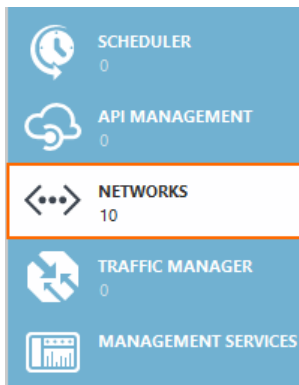 SCHEDULER
0
API MANAGEMENT
0
NETWORKS
10
TRAFFIC MANAGER
0
MANAGEMENT SERVICES